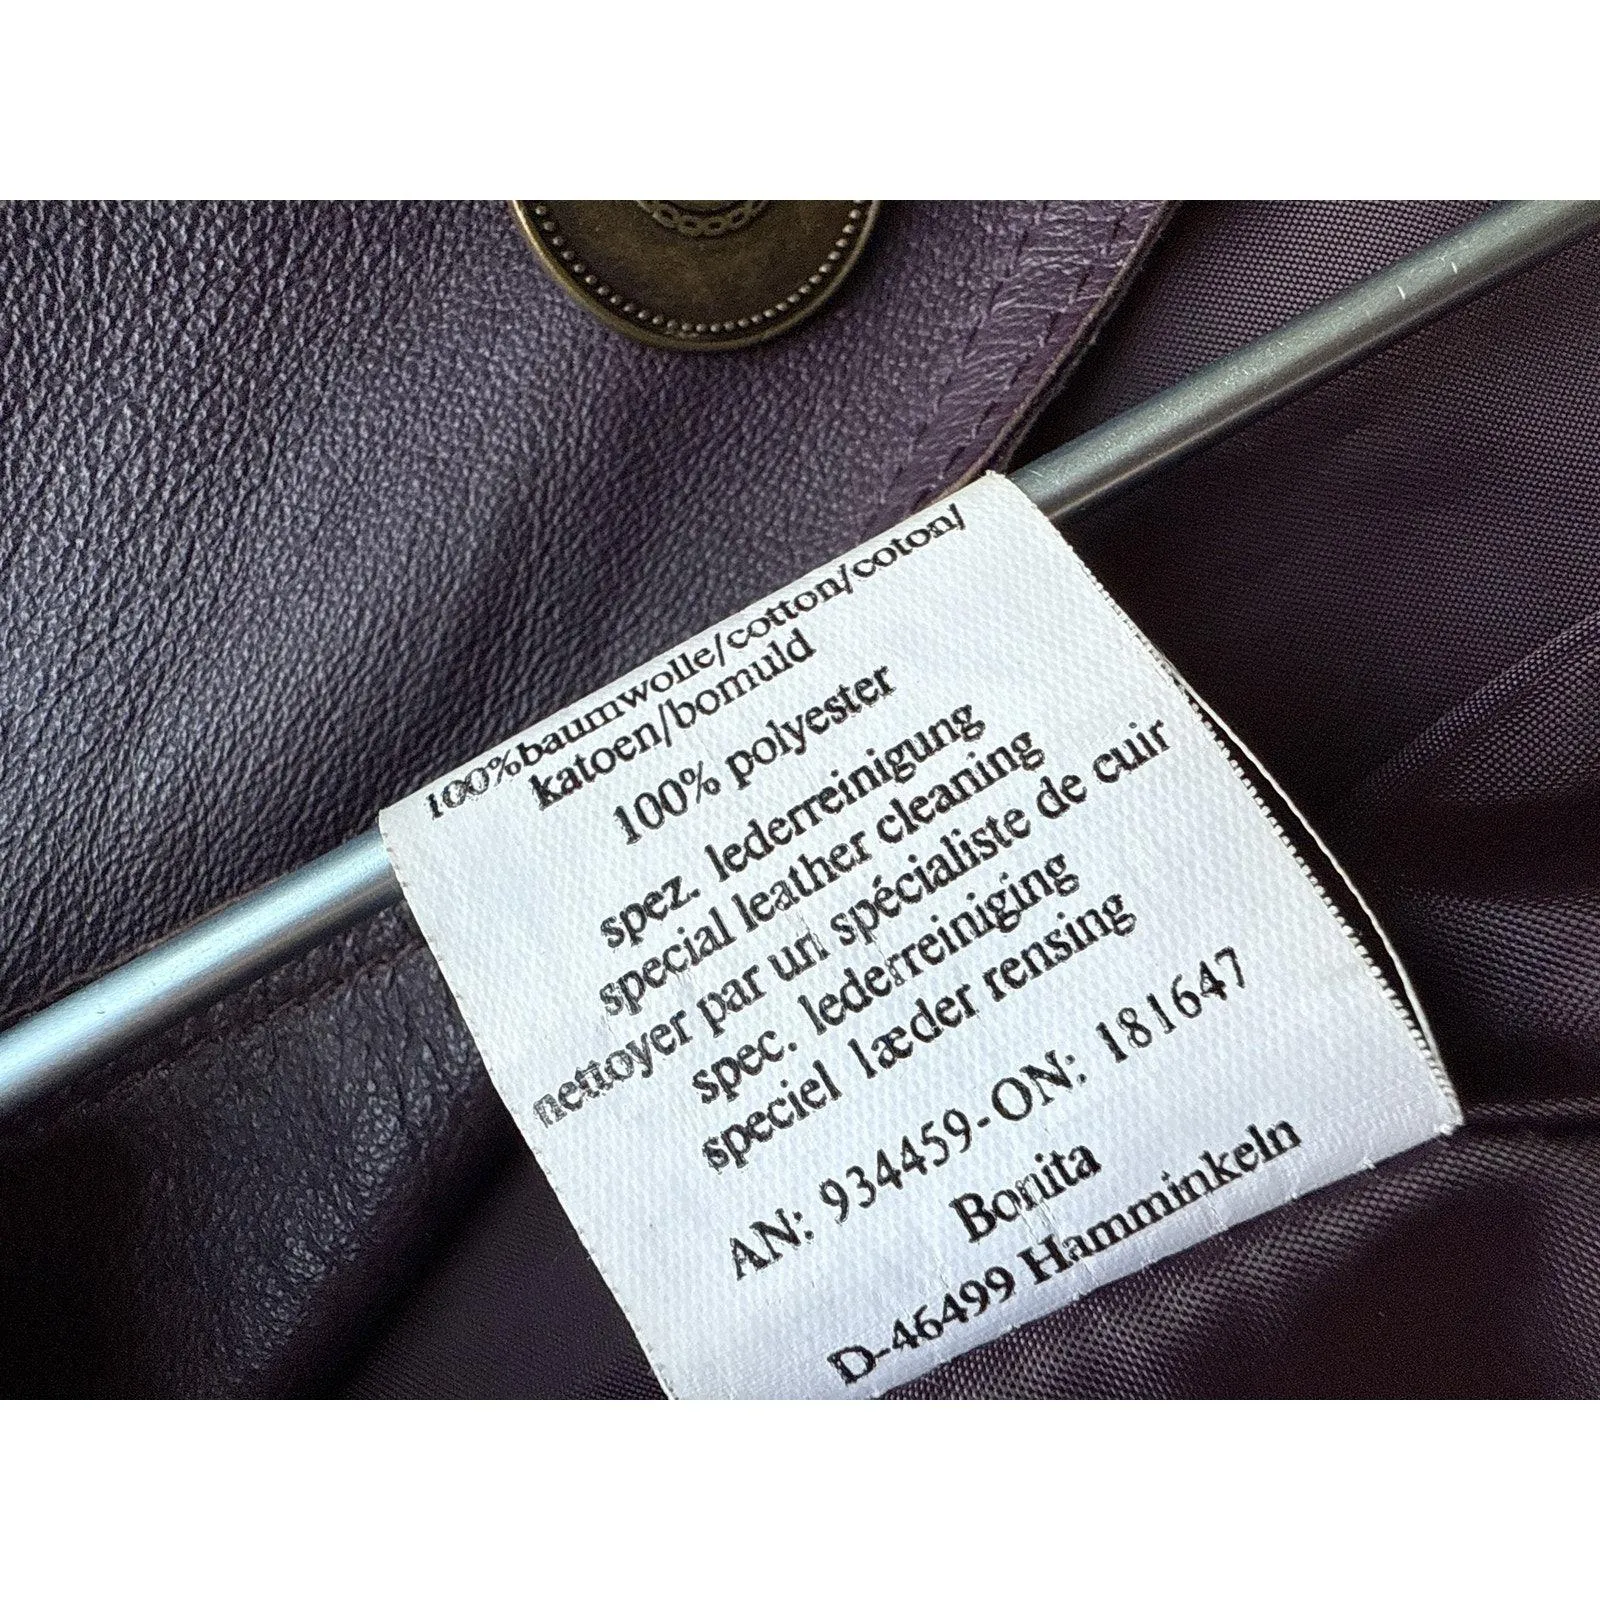 100%baumwolle/cotton/coton/
katoen/bomuld
100% polyester
spez. lederreinigung
special leather cleaning
nettoyer par un spécialiste de cuir
spec. lederreiniging
speciel læder rensing
AN: 934459-ON: 181647
Bonita
D-46499 Hamminkeln